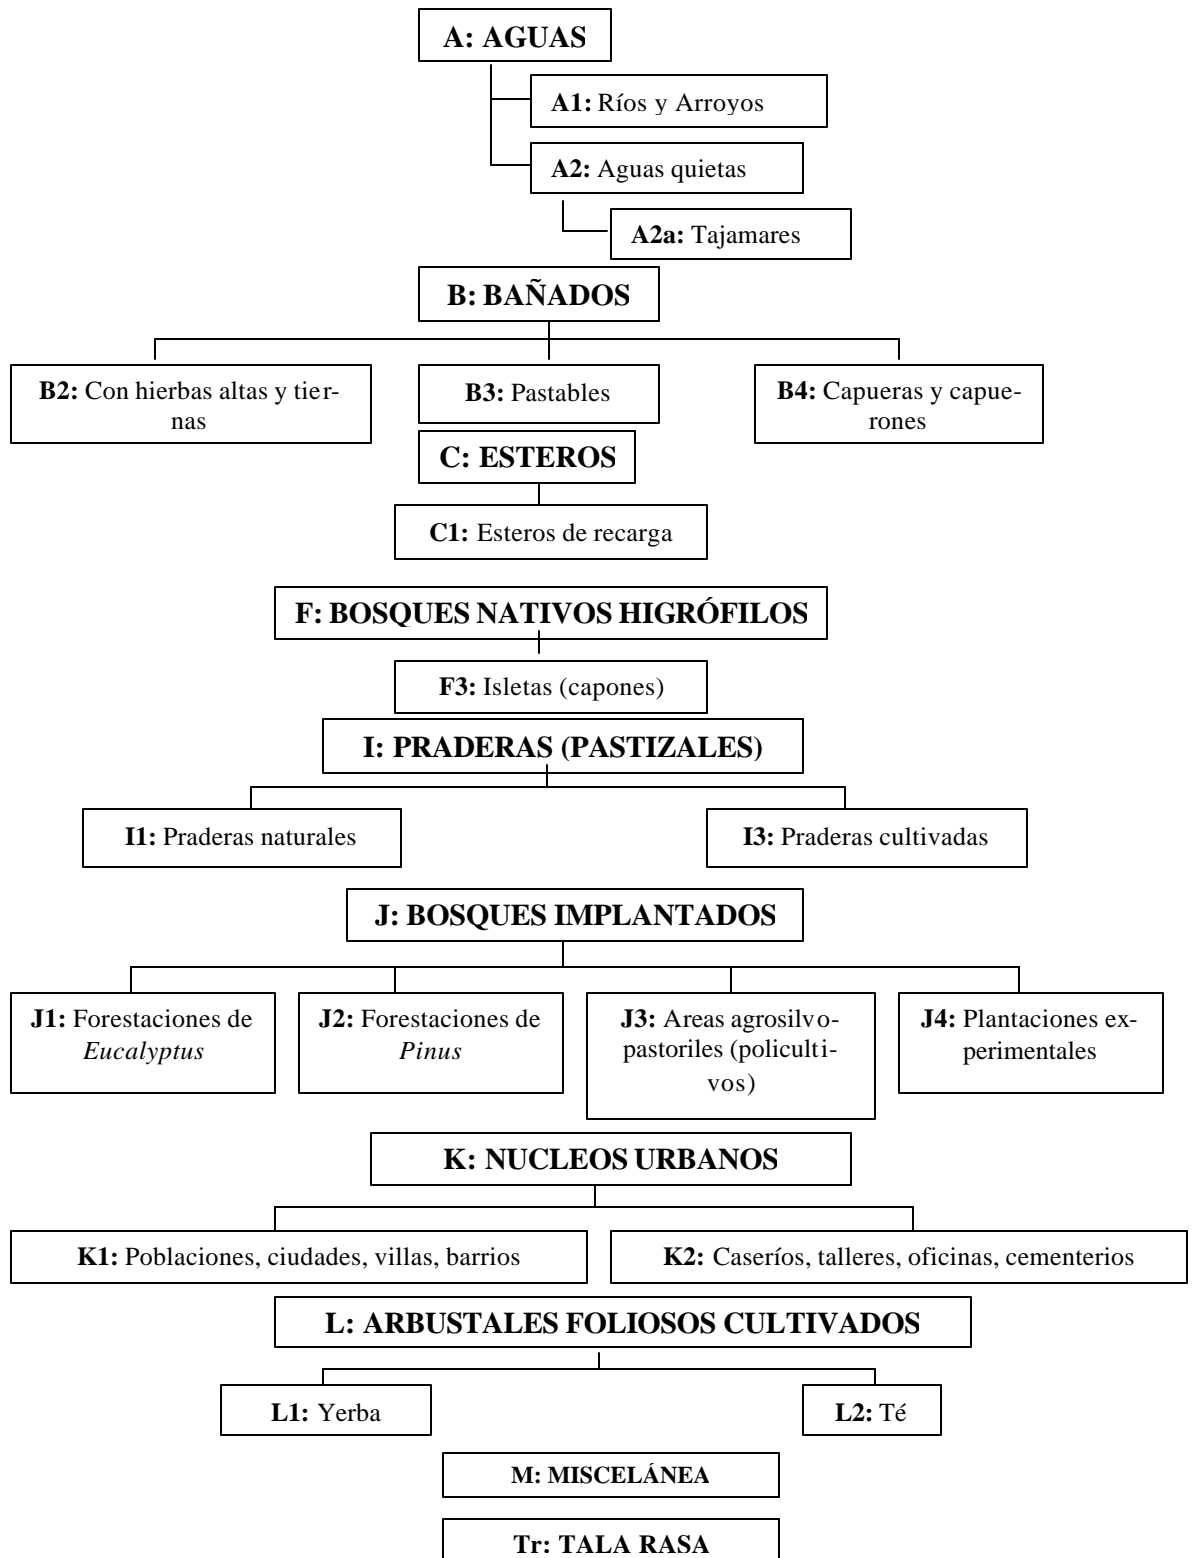 A: AGUAS
A1: Ríos y Arroyos
A2: Aguas quietas
A2a: Tajamares
B: BAÑADOS
B2: Con hierbas altas y tier-
nas
B3: Pastables
B4: Capueras y capue-
rones
C: ESTEROS
C1: Esteros de recarga
F: BOSQUES NATIVOS HIGRÓFILOS
F3: Isletas (capones)
I: PRADERAS (PASTIZALES)
I1: Praderas naturales
I3: Praderas cultivadas
J: BOSQUES IMPLANTADOS
J1: Forestaciones de
Eucalyptus
J2: Forestaciones de
Pinus
J3: Areas agrosilvo-
pastoriles (policulti-
vos)
J4: Plantaciones ex-
perimentales
K: NUCLEOS URBANOS
K1: Poblaciones, ciudades, villas, barrios
K2: Caseríos, talleres, oficinas, cementerios
L: ARBUSTALES FOLIOSOS CULTIVADOS
L1: Yerba
L2: Té
M: MISCELÁNEA
Tr: TALA RASA